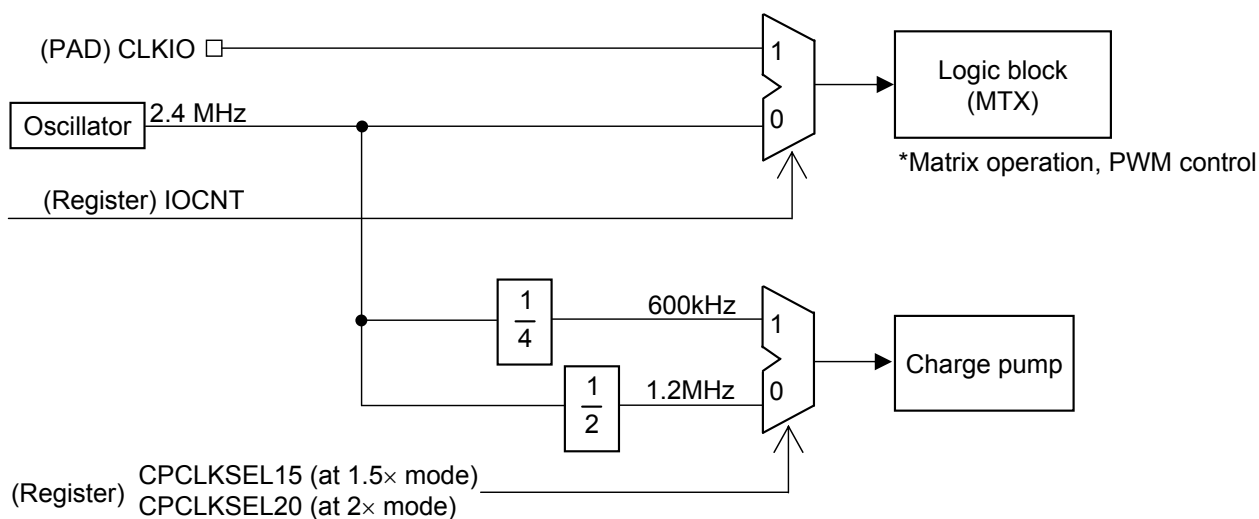 (PAD) CLKIO
1
Logic block
(MTX)
Oscillator
2.4 MHz
0
*Matrix operation, PWM control
(Register) IOCNT
1
4
600kHz
1
Charge pump
1
2
1.2MHz
0
(Register)
CPCLKSEL15 (at 1.5× mode)
CPCLKSEL20 (at 2× mode)